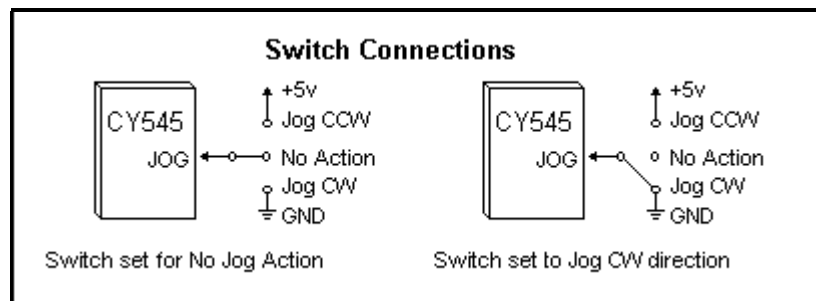 Switch Connections
CY545
JOG
+5v
Jog CCW
No Action
Jog CW
GND
Switch set for No Jog Action
CY545
JOG
+5v
Jog CCW
No Action
Jog CW
GND
Switch set to Jog CW direction